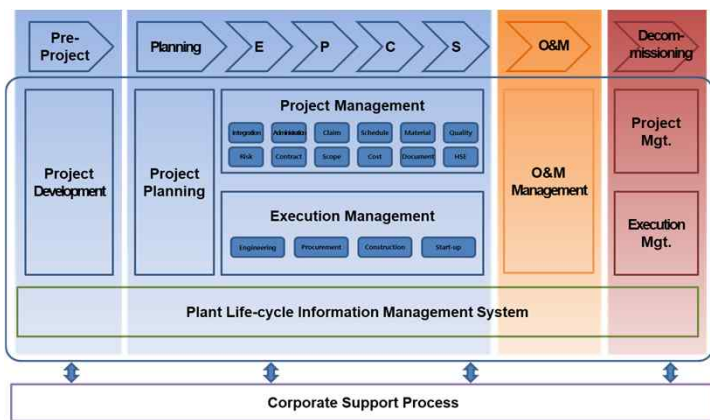 Pre-
Project
Planning
E
P
C
S
O&M
Decom-
missioning
Project
Development
Project
Planning
Project Management
Integration Administration Claim Schedule Material Quality
Risk Contract Scope Cost Document HSE
Execution Management
Engineering Procurement Construction Start-up
O&M
Management
Project
Mgt.
Execution
Mgt.
Plant Life-cycle Information Management System
Corporate Support Process